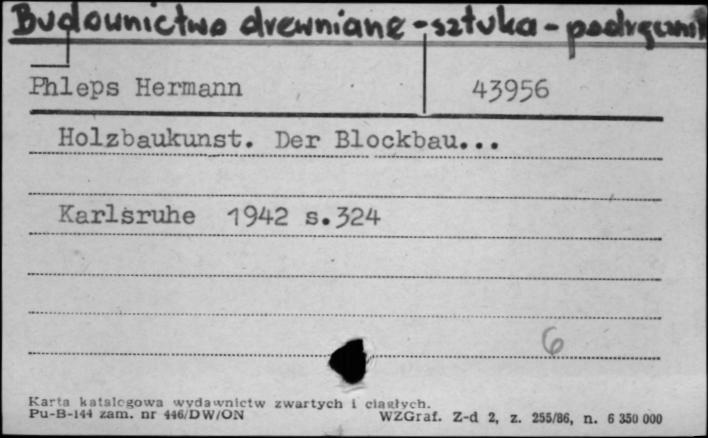 Budownictwo drewniane - sztuka - podręcznik
Phleps Hermann 43956
Holzbaukunst. Der Blockbau...
Karlsruhe 1942 s.324
6
Karta katalogowa wydawnictw zwartych i ciągłych.
Pu-B-144 zam. nr 446/DW/ON WZGraf. Z-d 2, z. 255/86, n. 6 350 000